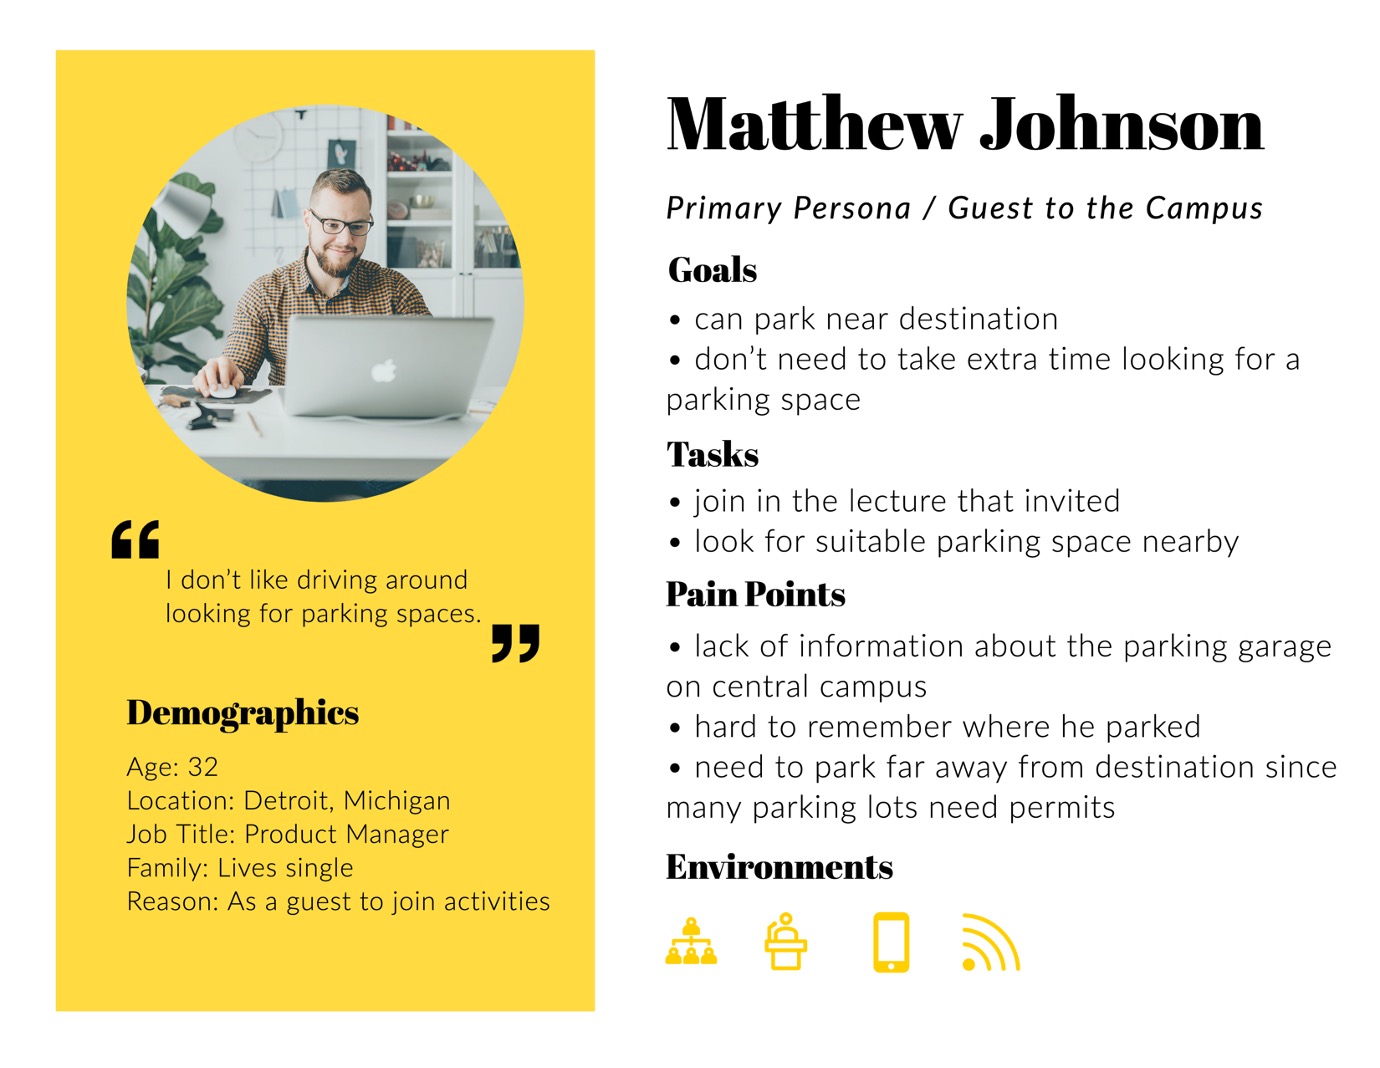 Matthew Johnson
Primary Persona / Guest to the Campus
Goals
• can park near destination
• don’t need to take extra time looking for a
parking space
Tasks
• join in the lecture that invited
• look for suitable parking space nearby
Pain Points
• lack of information about the parking garage
on central campus
• hard to remember where he parked
• need to park far away from destination since
many parking lots need permits
Environments
“
I don’t like driving around
looking for parking spaces.
”
Demographics
Age: 32
Location: Detroit, Michigan
Job Title: Product Manager
Family: Lives single
Reason: As a guest to join activities